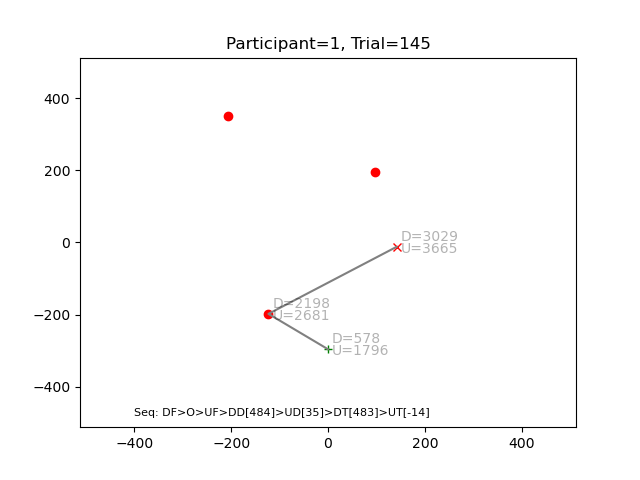 Participant=1, Trial=145
400
200
0
−200
−400
D=3029
U=3665
D=2198
U=2681
D=578
U=1796
Seq: DF>O>UF>DD[484]>UD[35]>DT[483]>UT[-14]
−400 −200 0 200 400